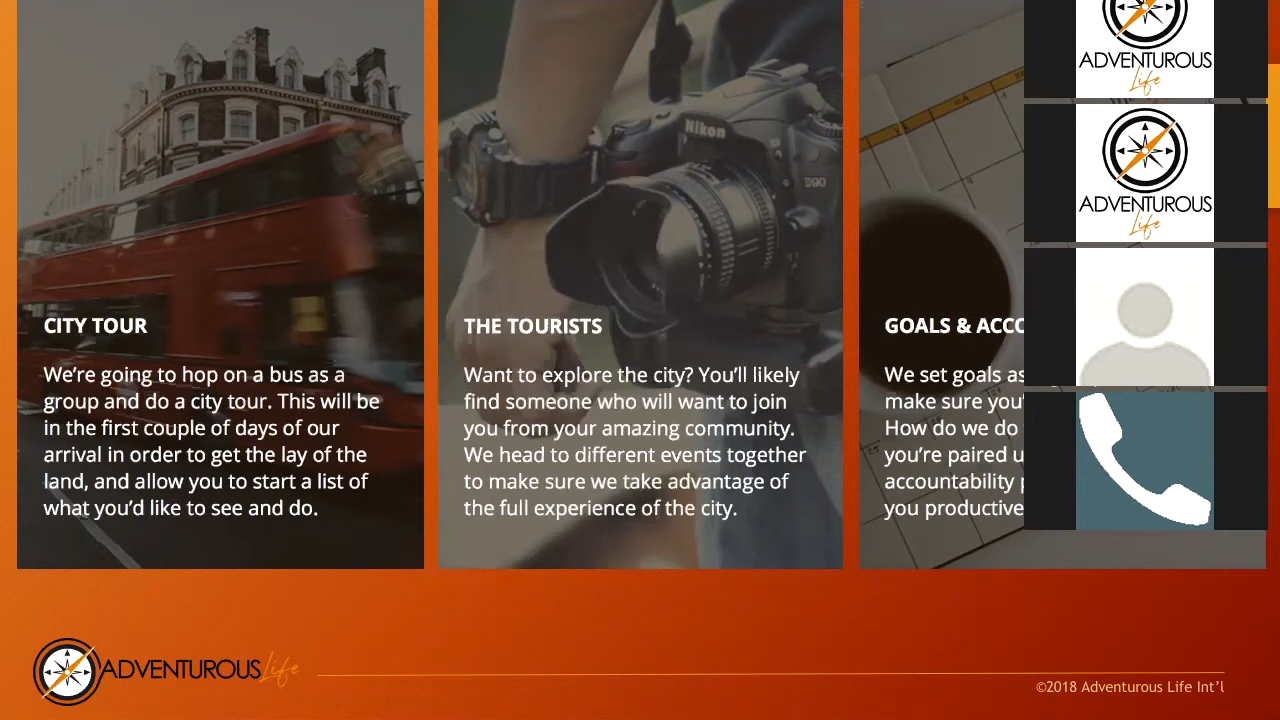 CITY TOUR
We’re going to hop on a bus as a
group and do a city tour. This will be
in the first couple of days of our
arrival in order to get the lay of the
land, and allow you to start a list of
what you’d like to see and do.
Nikon
D90
THE TOURISTS
Want to explore the city? You’ll likely
find someone who will want to join
you from your amazing community.
We head to different events together
to make sure we take advantage of
the full experience of the city.
GOALS &
We set goals as
make sure
How do we do
you’re paired
accountability
you productive
ADVENTUROUS
Life
ADVENTUROUS
Life
ADVENTUROUS Life
©2018 Adventurous Life Int’l